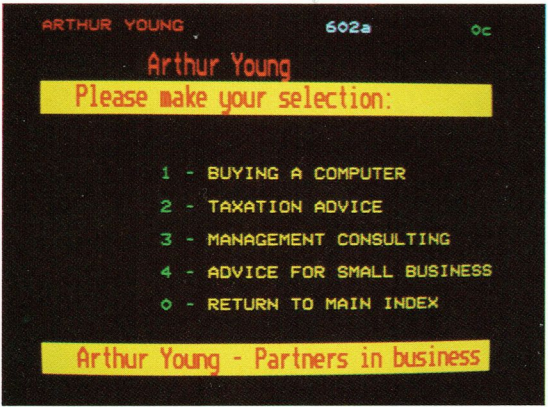 ARTHUR YOUNG 602a 0c
Arthur Young
Please make your selection:
1 - BUYING A COMPUTER
2 - TAXATION ADVICE
3 - MANAGEMENT CONSULTING
4 - ADVICE FOR SMALL BUSINESS
0 - RETURN TO MAIN INDEX
Arthur Young - Partners in business